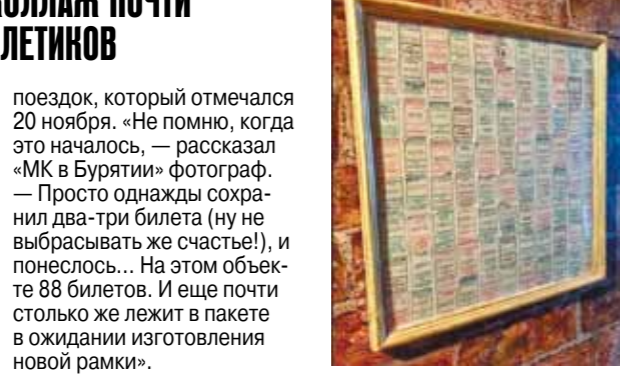 КОЛЛАЖ ПОЧТИ
ЛЕТИКОВ
поездок, который отмечался
20 ноября. «Не помню, когда
это началось, — рассказал
«МК в Бурятии» фотограф.
— Просто однажды сохра-
нил два-три билета (ну не
выбрасывать же счастье!), и
понеслось... На этом объек-
те 88 билетов. И еще почти
столько же лежит в пакете
в ожидании изготовления
новой рамки».